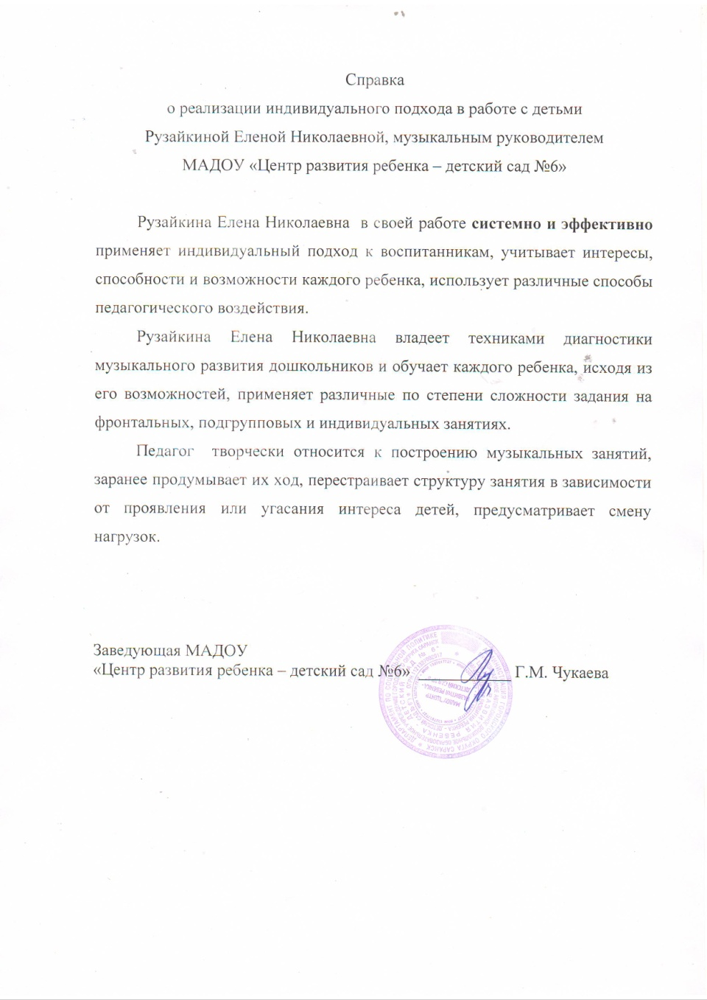 Справка
о реализации индивидуального подхода в работе с детьми
Рузайкиной Еленой Николаевной, музыкальным руководителем
МАДОУ «Центр развития ребенка – детский сад №6»
Рузайкина Елена Николаевна в своей работе системно и эффективно
применяет индивидуальный подход к воспитанникам, учитывает интересы,
способности и возможности каждого ребенка, использует различные способы
педагогического воздействия.
Рузайкина Елена Николаевна владеет техниками диагностики
музыкального развития дошкольников и обучает каждого ребенка, исходя из
его возможностей, применяет различные по степени сложности задания на
фронтальных, подгрупповых и индивидуальных занятиях.
Педагог творчески относится к построению музыкальных занятий,
заранее продумывает их ход, перестраивает структуру занятия в зависимости
от проявления или угасания интереса детей, предусматривает смену
нагрузок.
Заведующая МАДОУ
«Центр развития ребенка – детский сад №6» Г.М. Чукаева